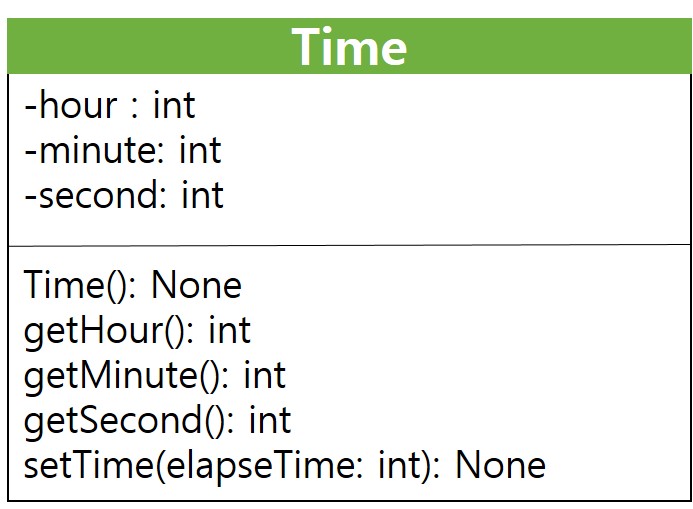 Time
-hour : int
-minute: int
-second: int
Time(): None
getHour(): int
getMinute(): int
getSecond(): int
setTime(elapseTime: int): None